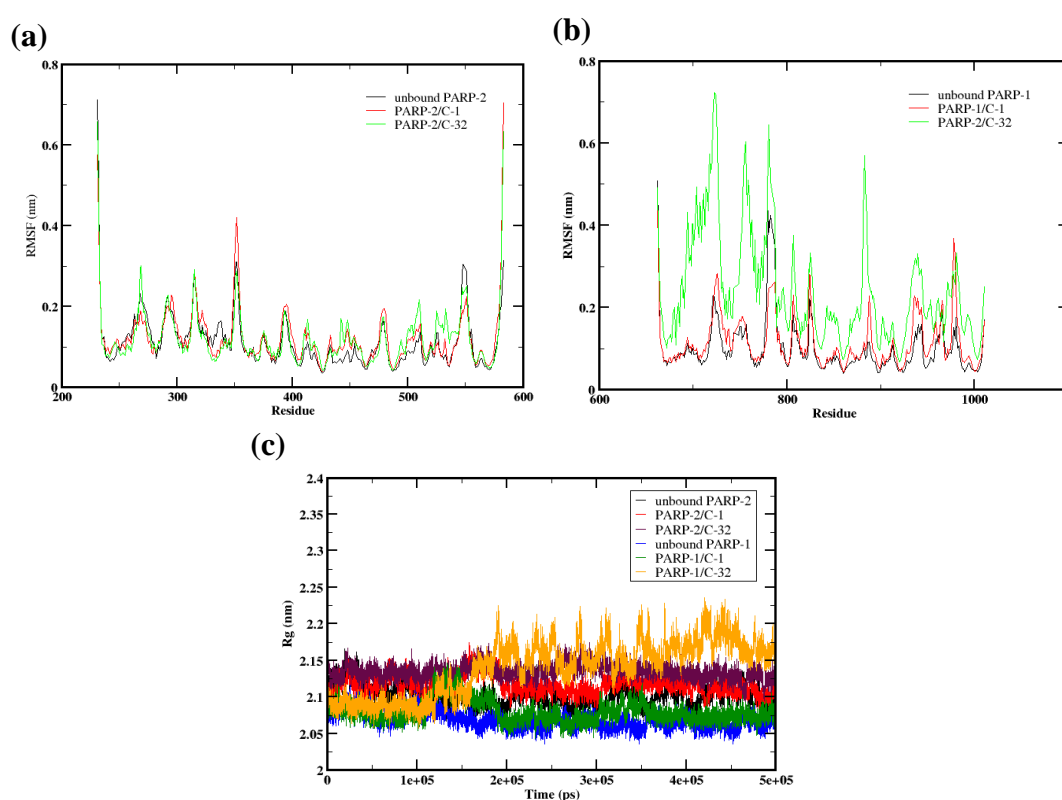 (a)
(b)
0.8
0.6
0.4
0.2
0
RMSF (nm)
200
300
400
500
600
Residue
unbound PARP-2
PARP-2/C-1
PARP-2/C-32
0.8
0.6
0.4
0.2
0
RMSF (nm)
600
800
1000
Residue
unbound PARP-1
PARP-1/C-1
PARP-2/C-32
(c)
2.4
2.35
2.3
2.25
2.2
2.15
2.1
2.05
2
Rg (nm)
0
1e+05
2e+05
3e+05
4e+05
5e+05
Time (ps)
unbound PARP-2
PARP-2/C-1
PARP-2/C-32
unbound PARP-1
PARP-1/C-1
PARP-1/C-32